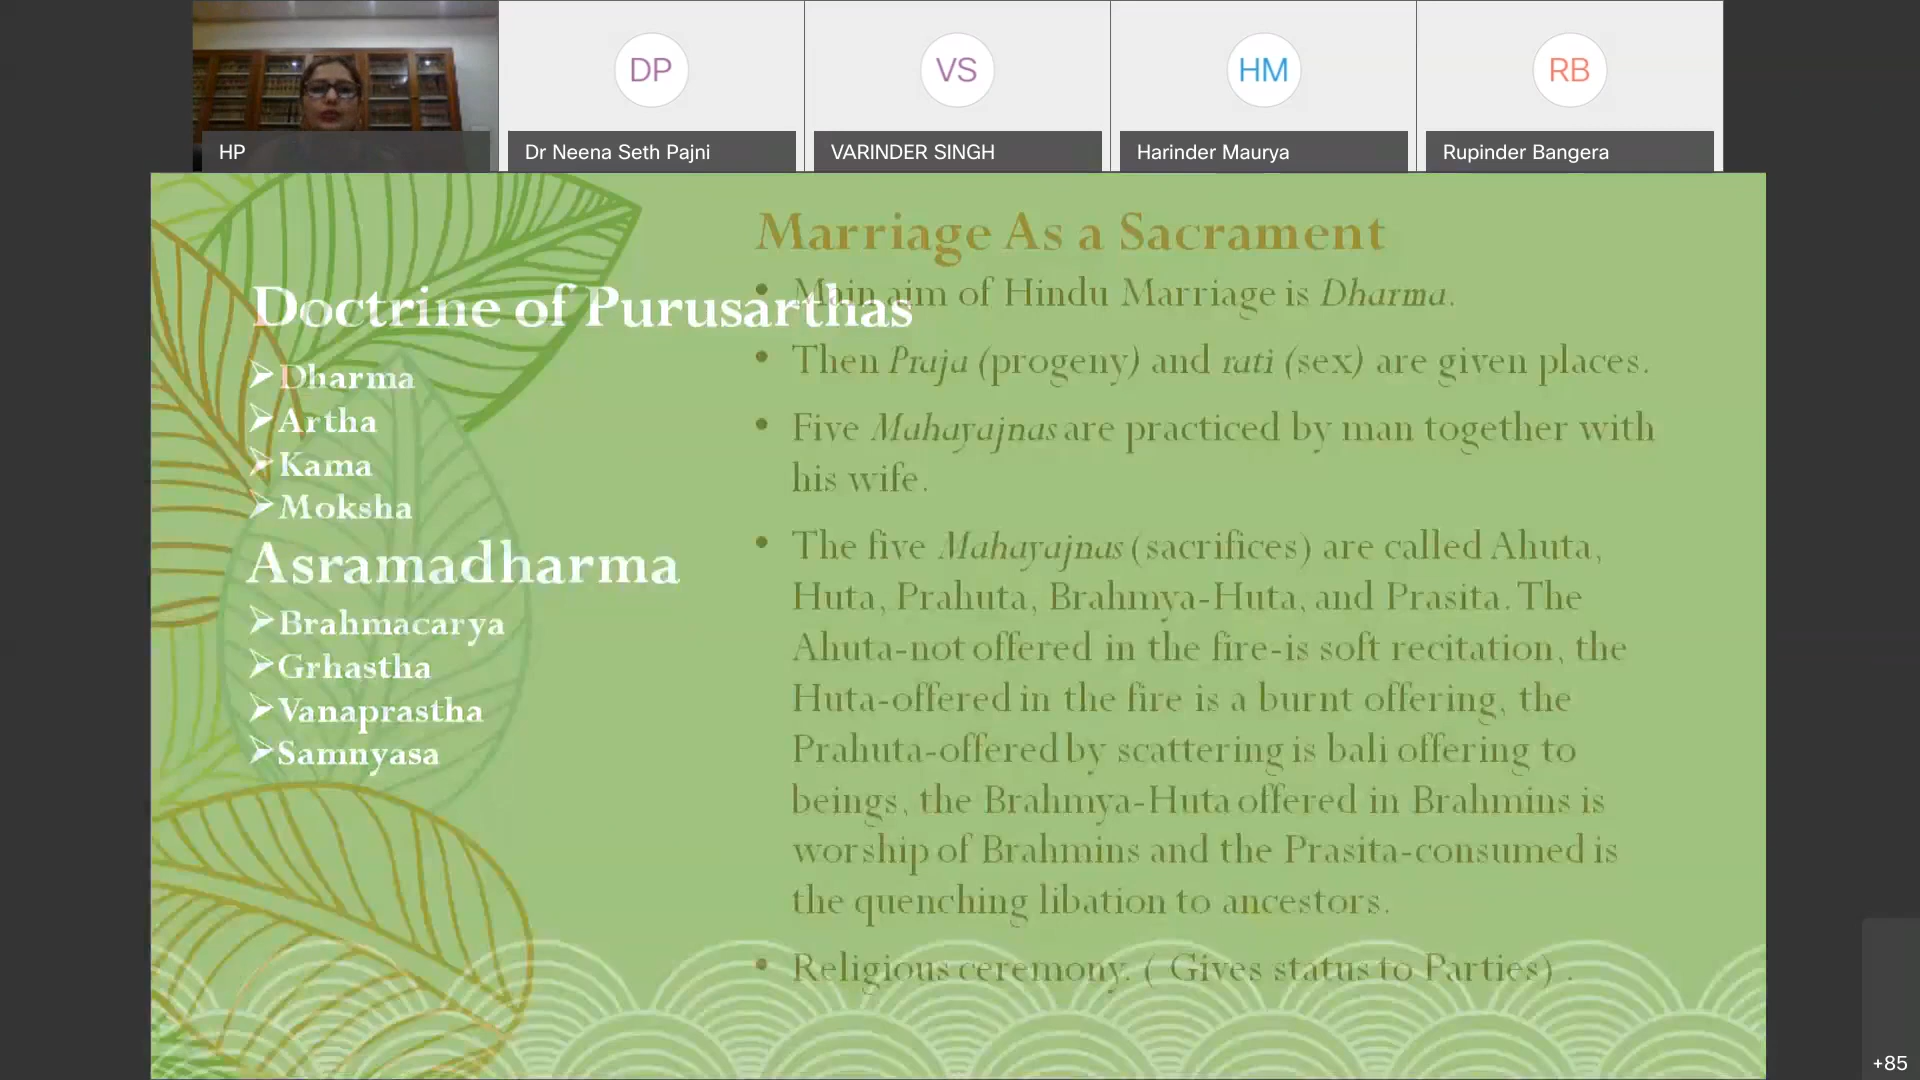 DP
VS
HM
RB
HP
Dr Neena Seth Pajni
VARINDER SINGH
Harinder Maurya
Rupinder Bangera
Doctrine of Purusarthas
Dharma
Artha
Kama
Moksha
Asramadharma
Brahmacarya
Grhastha
Vanaprastha
Samnyasa
Marriage As a Sacrament
• Main aim of Hindu Marriage is Dharma.
• Then Praja (progeny) and rati (sex) are given places.
• Five Mahayajnas are practiced by man together with
his wife.
• The five Mahayajnas (sacrifices) are called Ahuta,
Huta, Prahuta, Brahmya-Huta, and Prasita. The
Ahuta-not offered in the fire-is soft recitation, the
Huta-offered in the fire is a burnt offering, the
Prahuta-offered by scattering is bali offering to
beings, the Brahmya-Huta offered in Brahmins is
worship of Brahmins and the Prasita-consumed is
the quenching libation to ancestors.
• Religious ceremony. ( Gives status to Parties) .
+85